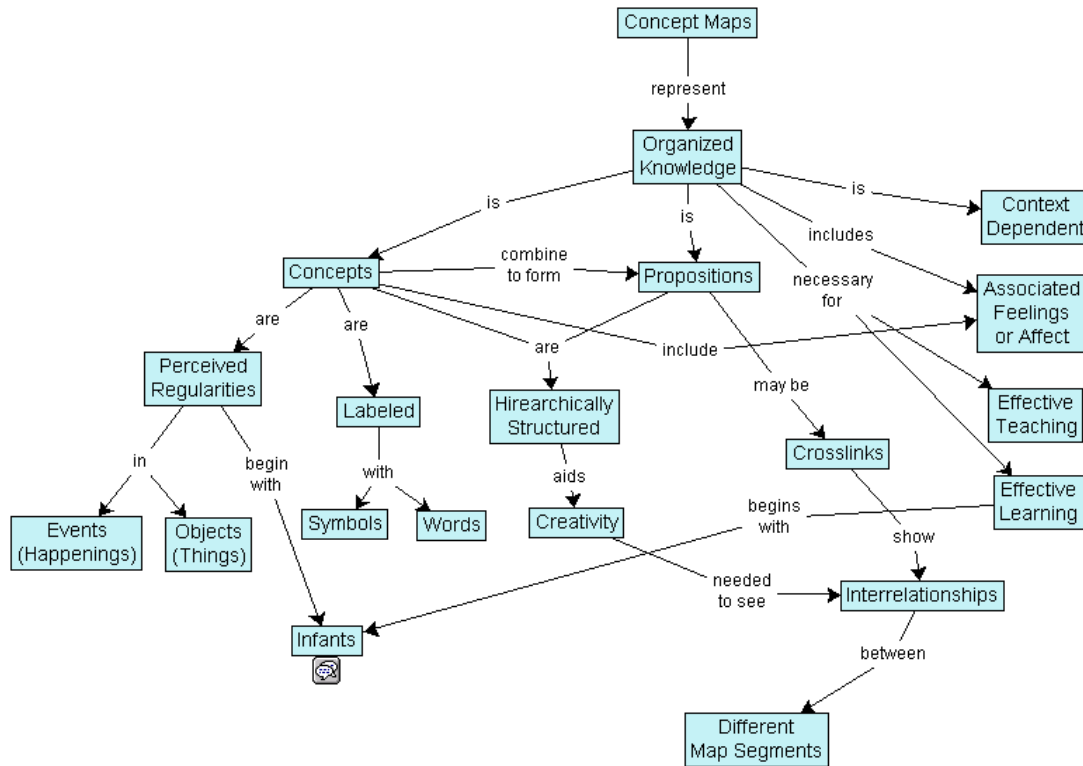 Concept Maps
represent
Organized
Knowledge
is
is
is
Context
Dependent
includes
combine
to form
Concepts
Propositions
necessary
for
Associated
Feelings
or Affect
are
are
are
include
Perceived
Regularities
may be
Labeled
Hirearchically
Structured
Effective
Teaching
Crosslinks
in
begin
with
with
aids
Effective
Learning
begins
with
Events
(Happenings)
Objects
(Things)
Symbols
Words
Creativity
show
needed
to see
Interrelationships
Infants
between
Different
Map Segments